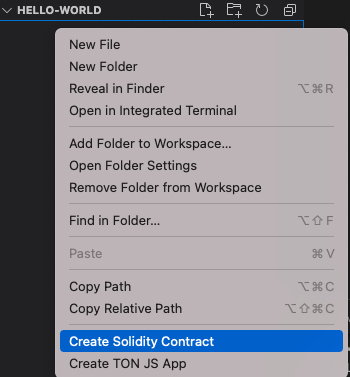 HELLO-WORLD
New File
New Folder
Reveal in Finder ⌥⌘R
Open in Integrated Terminal
Add Folder to Workspace...
Open Folder Settings
Remove Folder from Workspace
Find in Folder... ⌥⇧F
Paste ⌘V
Copy Path ⌥⌘C
Copy Relative Path ⌥⇧⌘C
Create Solidity Contract
Create TON JS App